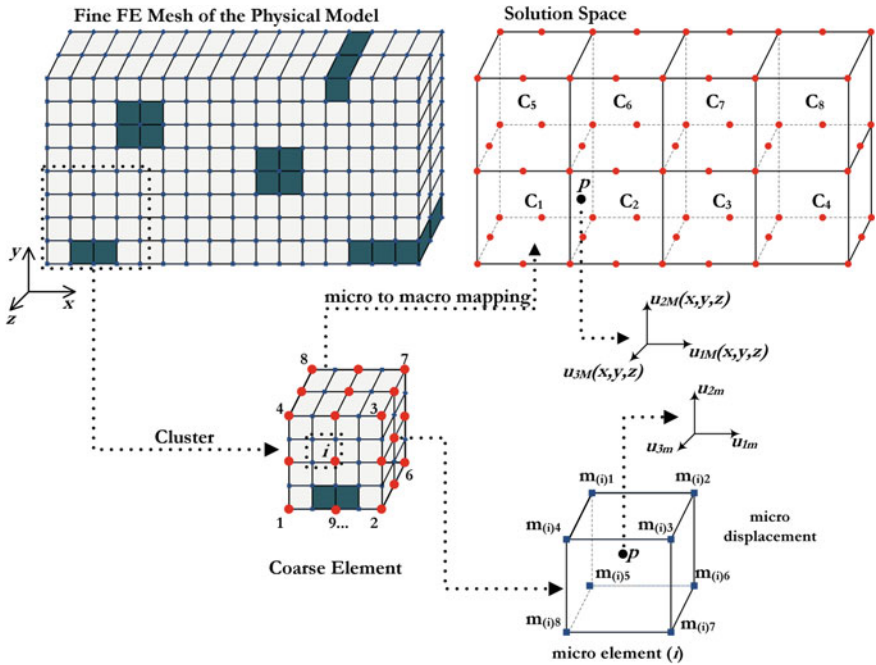 Fine FE Mesh of the Physical Model
Solution Space
C5 C6 C7 C8
p
C1 C2 C3 C4
y
x
z
micro to macro mapping
u2M(x,y,z)
u1M(x,y,z)
u3M(x,y,z)
8 7
4 3
i
6
1 9... 2
Cluster
Coarse Element
u2m
u1m
u3m
m(i)1 m(i)2
m(i)4 m(i)3
micro
displacement
p
m(i)5 m(i)6
m(i)8 m(i)7
micro element (i)